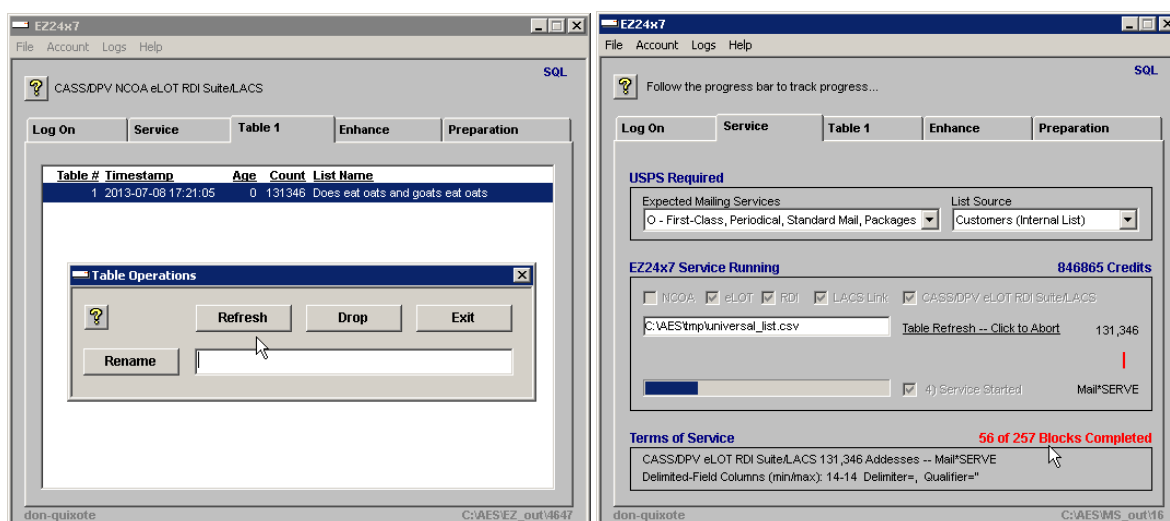 EZ24x7
File Account Logs Help
SQL
CASS/DPV NCOA eLOT RDI Suite/LACS
Log On Service Table 1 Enhance Preparation
Table # Timestamp Age Count List Name
1 2013-07-08 17:21:05 0 131346 Does eat oats and goats eat oats
Table Operations
Refresh Drop Exit
Rename
don-quixote C:\AES\EZ_out\4647
EZ24x7
File Account Logs Help
SQL
Follow the progress bar to track progress...
Log On Service Table 1 Enhance Preparation
USPS Required
Expected Mailing Services List Source
O - First-Class, Periodical, Standard Mail, Packages Customers (Internal List)
EZ24x7 Service Running 846865 Credits
NCOA eLOT RDI LACS Link CASS/DPV eLOT RDI Suite/LACS
C:\AES\tmp\universal_list.csv Table Refresh -- Click to Abort 131,346
4) Service Started Mail*SERVE
Terms of Service 56 of 257 Blocks Completed
CASS/DPV eLOT RDI Suite/LACS 131,346 Addesses -- Mail*SERVE
Delimited-Field Columns (min/max): 14-14 Delimiter=, Qualifier="
don-quixote C:\AES\MS_out\16